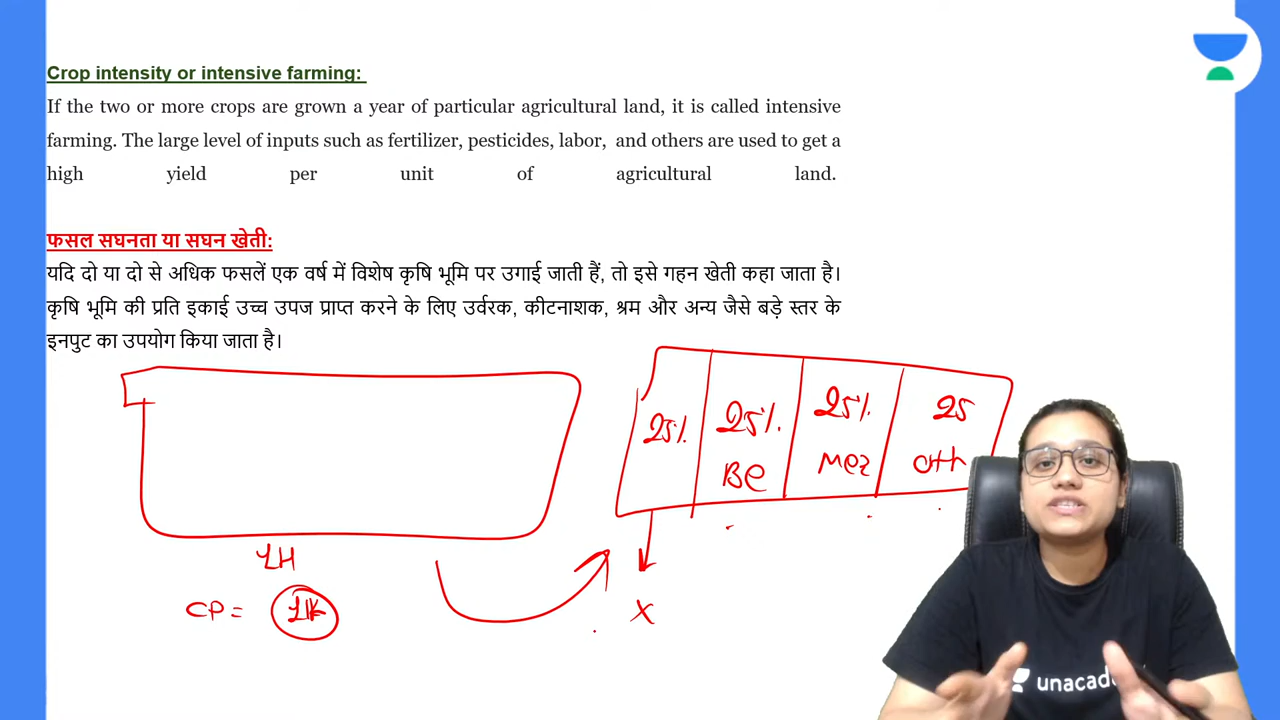 Crop intensity or intensive farming:
If the two or more crops are grown a year of particular agricultural land, it is called intensive
farming. The large level of inputs such as fertilizer, pesticides, labor, and others are used to get a
high yield per unit of agricultural land.
फसल सघनता या सघन खेती:
यदि दो या दो से अधिक फसलें एक वर्ष में विशेष कृषि भूमि पर उगाई जाती हैं, तो इसे गहन खेती कहा जाता है।
कृषि भूमि की प्रति इकाई उच्च उपज प्राप्त करने के लिए उर्वरक, कीटनाशक, श्रम और अन्य जैसे बड़े स्तर के
इनपुट का उपयोग किया जाता है।
25% 25% 25% 25
Be Mez Oth
1H
CP =
X
unacad